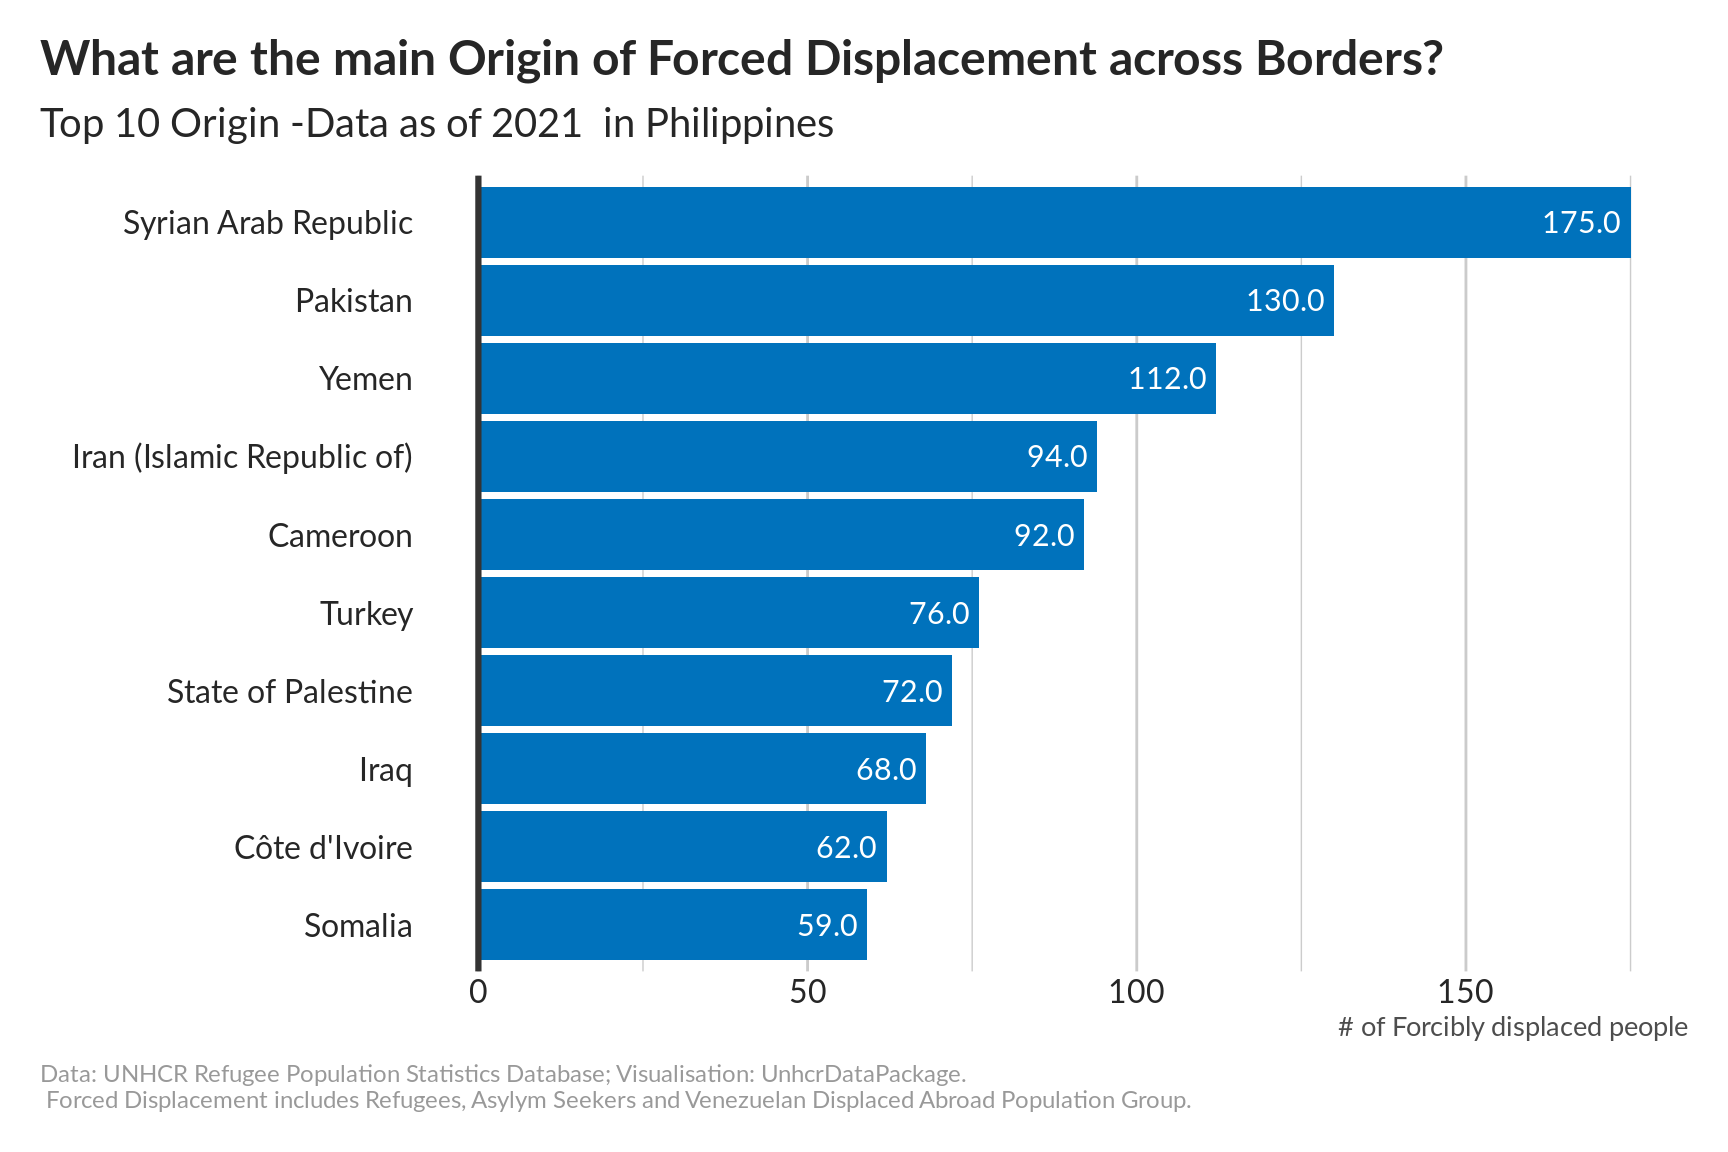 What are the main Origin of Forced Displacement across Borders?
Top 10 Origin -Data as of 2021  in Philippines
Syrian Arab Republic 175.0
Pakistan 130.0
Yemen 112.0
Iran (Islamic Republic of) 94.0
Cameroon 92.0
Turkey 76.0
State of Palestine 72.0
Iraq 68.0
Côte d'Ivoire 62.0
Somalia 59.0
0 50 100 150
# of Forcibly displaced people
Data: UNHCR Refugee Population Statistics Database; Visualisation: UnhcrDataPackage.
Forced Displacement includes Refugees, Asylym Seekers and Venezuelan Displaced Abroad Population Group.